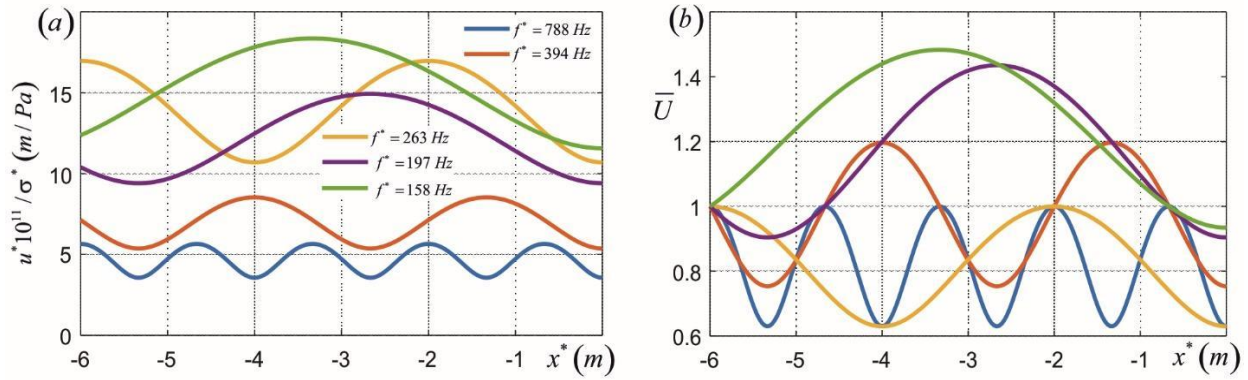 (a)
f* = 788 Hz
f* = 394 Hz
15
10
5
0
u*10¹¹ / σ* (m / Pa)
f* = 263 Hz
f* = 197 Hz
f* = 158 Hz
-6 -5 -4 -3 -2 -1 x* (m)
(b)
1.4
U̅
1.2
1
0.8
0.6
-6 -5 -4 -3 -2 -1 x* (m)